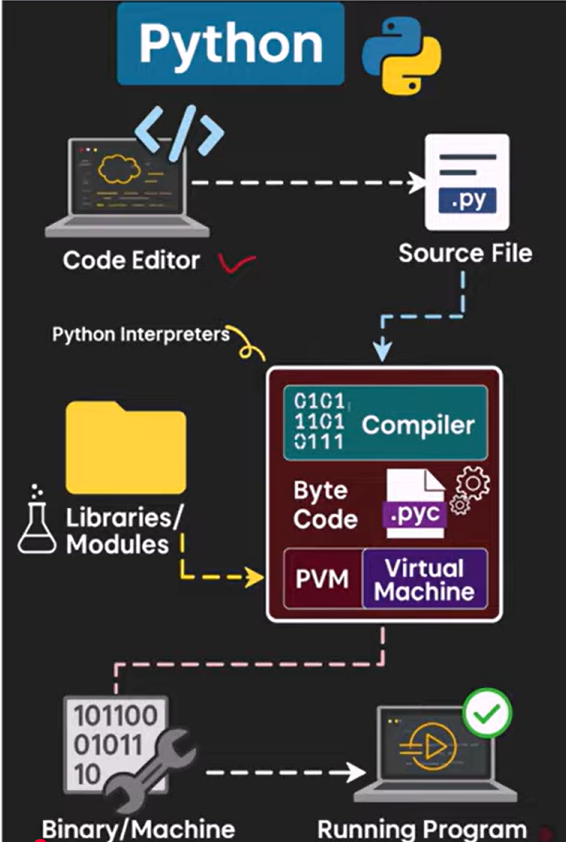 Python
</>
.py
Code Editor
Source File
Python Interpreters
0101
1101
0111
Compiler
Byte
Code
.pyc
Libraries/
Modules
PVM
Virtual
Machine
101100
01011
10
Binary/Machine
Running Program